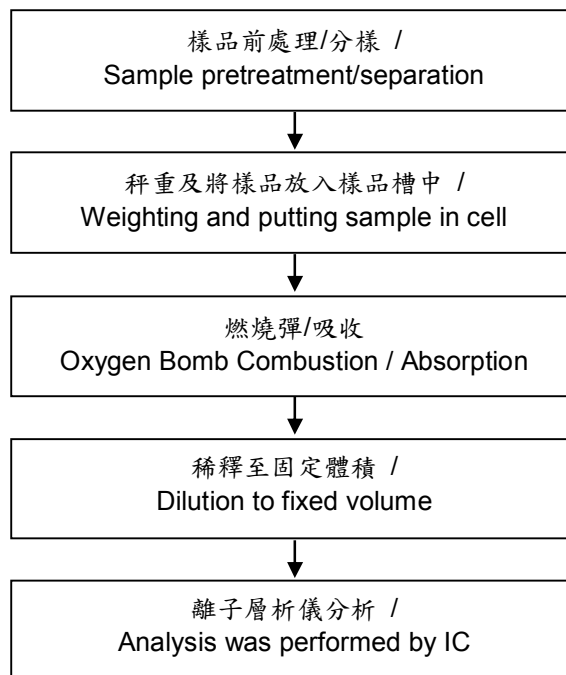 樣品前處理/分樣 /
Sample pretreatment/separation
秤重及將樣品放入樣品槽中 /
Weighting and putting sample in cell
燃燒彈/吸收
Oxygen Bomb Combustion / Absorption
稀釋至固定體積 /
Dilution to fixed volume
離子層析儀分析 /
Analysis was performed by IC